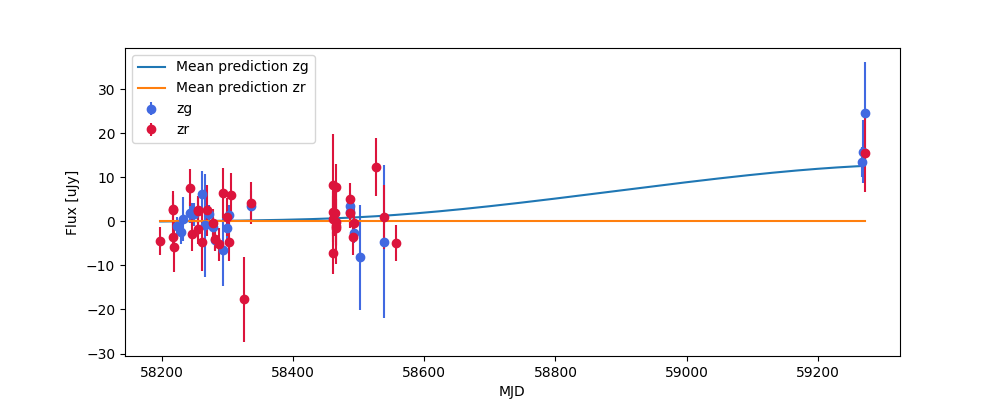 Mean prediction zg
Mean prediction zr
zg
zr
Flux [uJy]
30
20
10
0
−10
−20
−30
58200
58400
58600
58800
59000
59200
MJD